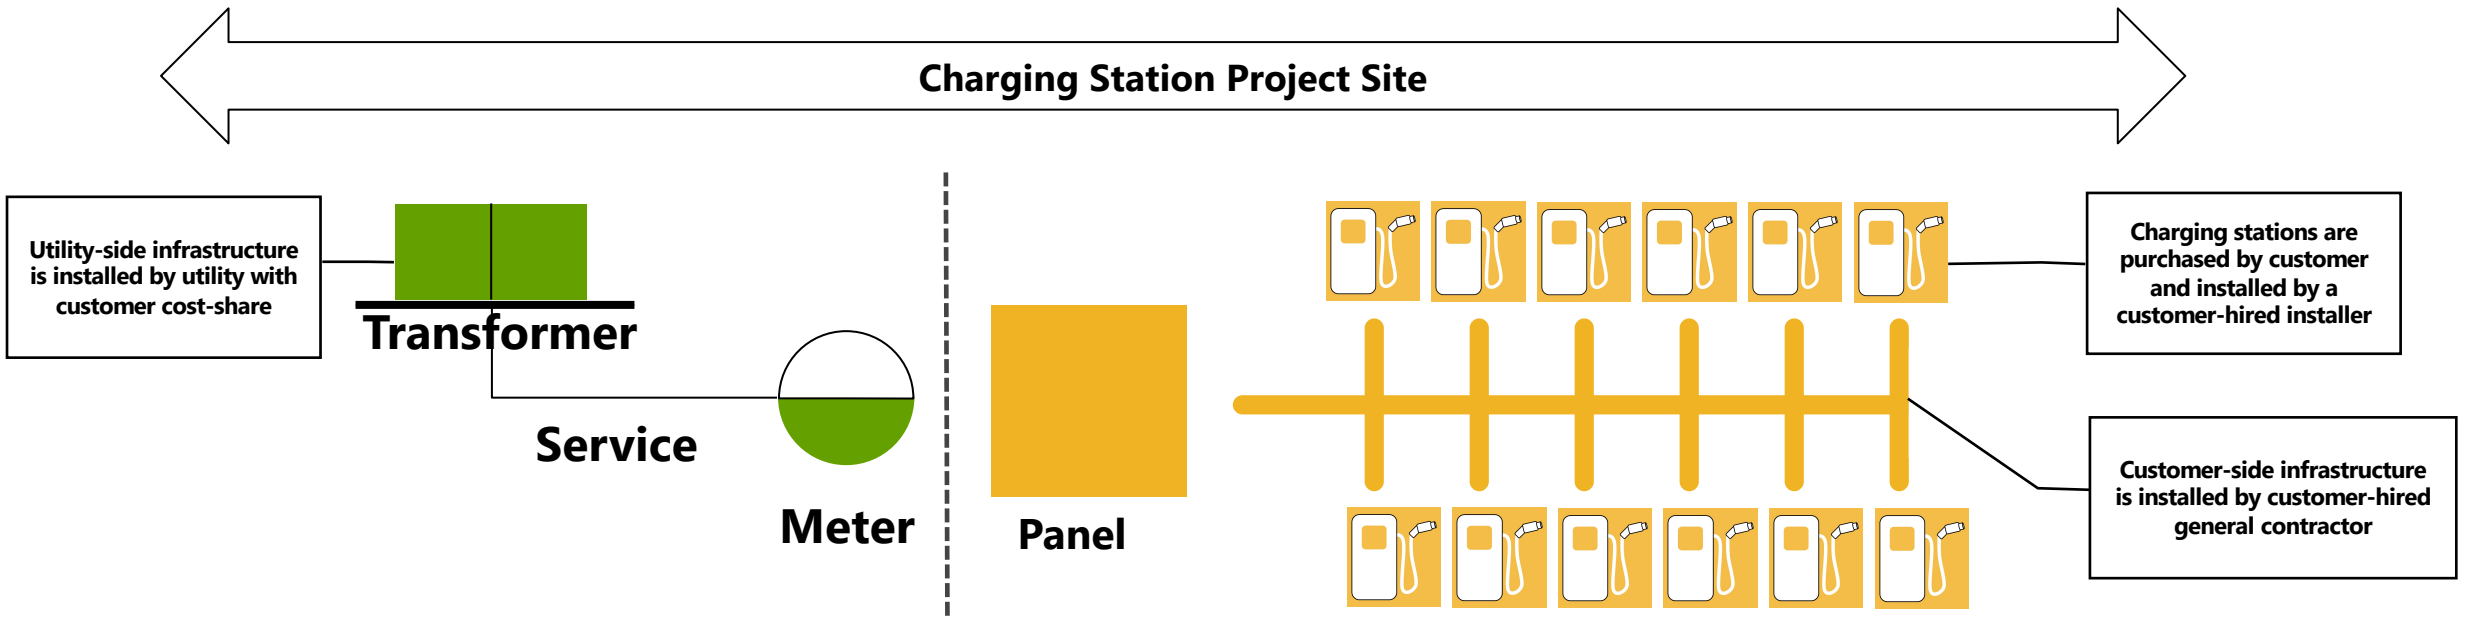 Charging Station Project Site
Utility-side infrastructure
is installed by utility with
customer cost-share
Transformer
Service
Meter
Panel
Charging stations are
purchased by customer
and installed by a
customer-hired installer
Customer-side infrastructure
is installed by customer-hired
general contractor